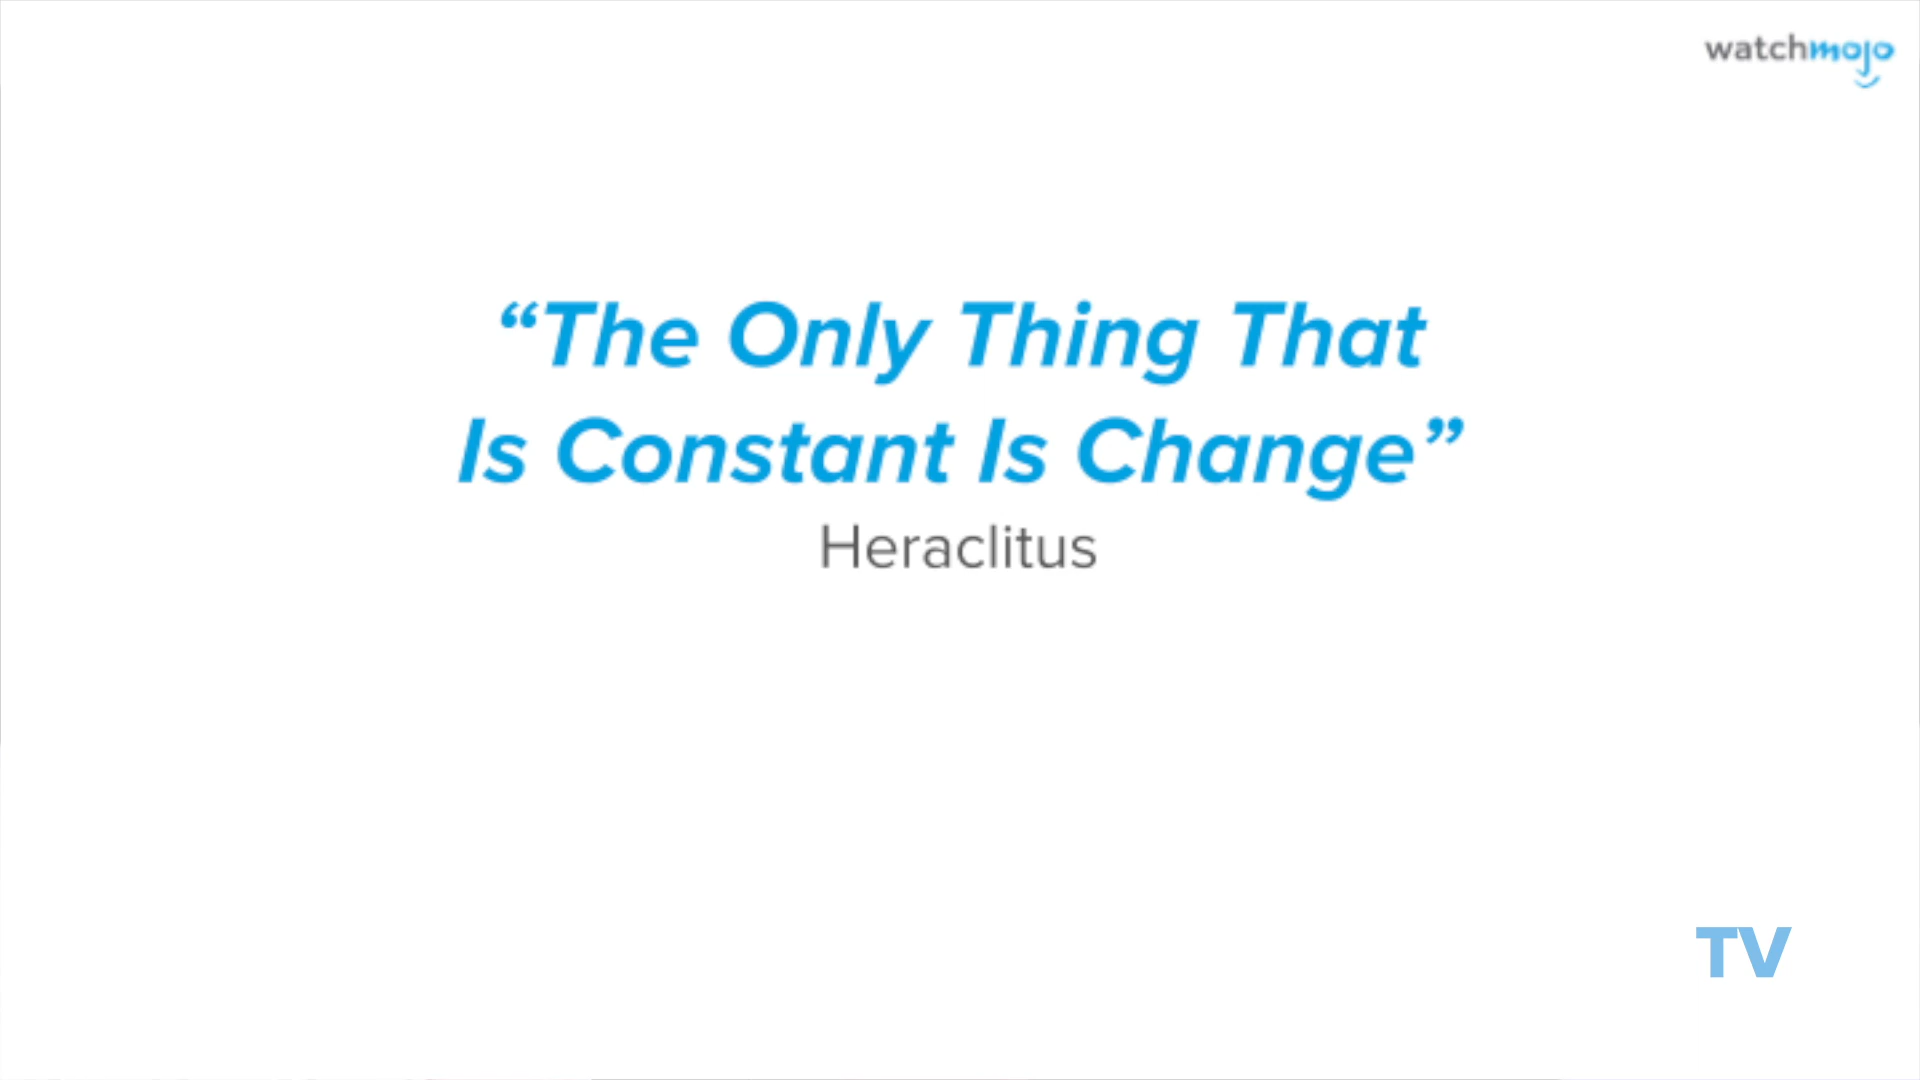 watchmojo
“The Only Thing That
Is Constant Is Change”
Heraclitus
TV